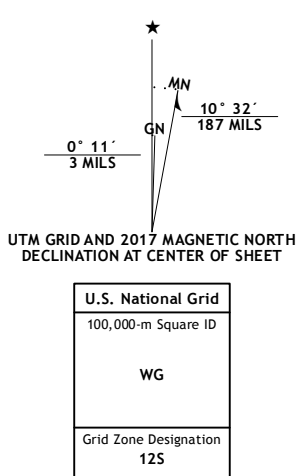 ★
MN
GN
10° 32´
187 MILS
0° 11´
3 MILS
UTM GRID AND 2017 MAGNETIC NORTH
DECLINATION AT CENTER OF SHEET
U.S. National Grid
100,000-m Square ID
WG
Grid Zone Designation
12S